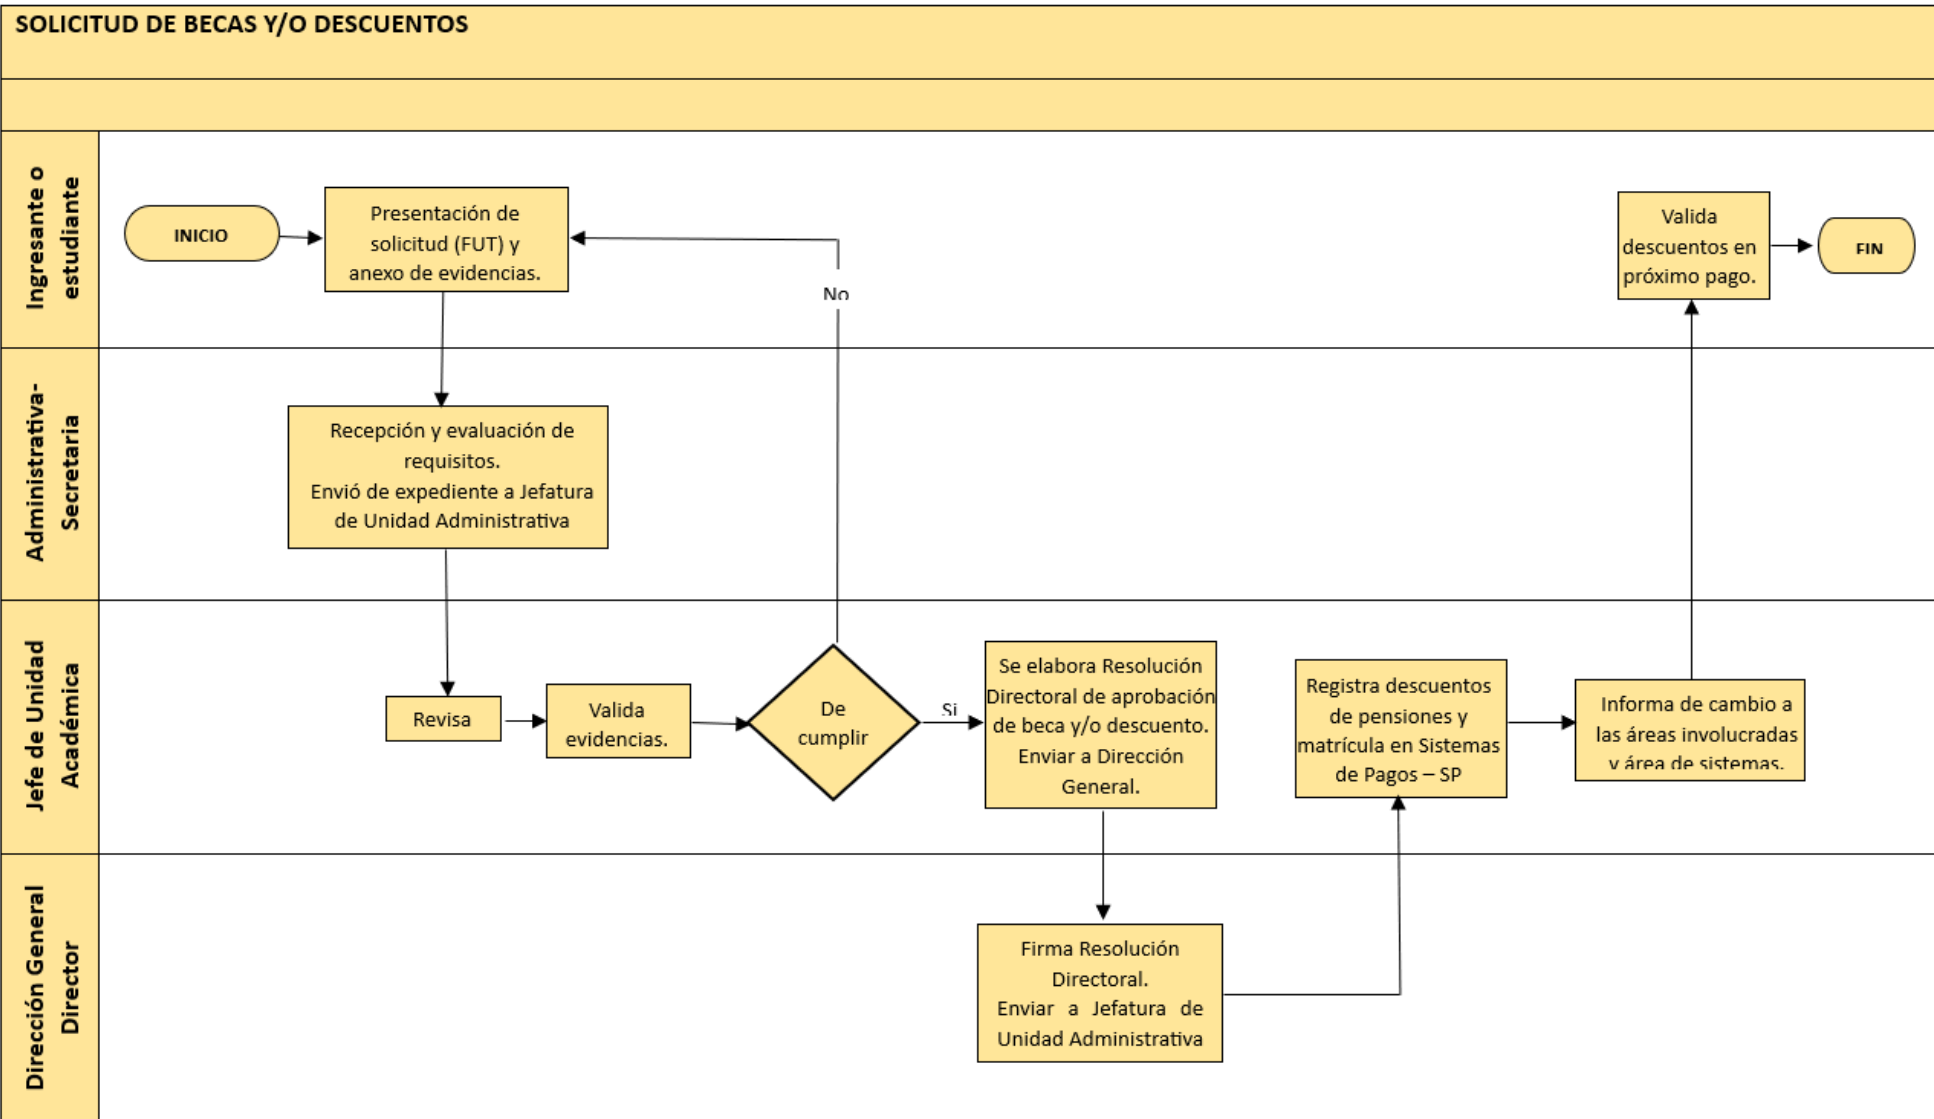 SOLICITUD DE BECAS Y/O DESCUENTOS
Ingresante o
estudiante
INICIO
Presentación de
solicitud (FUT) y
anexo de evidencias.
No
Valida
descuentos en
próximo pago.
FIN
Administrativa-
Secretaria
Recepción y evaluación de
requisitos.
Envió de expediente a Jefatura
de Unidad Administrativa
Jefe de Unidad
Académica
Revisa
Valida
evidencias.
De
cumplir
Si
Se elabora Resolución
Directoral de aprobación
de beca y/o descuento.
Enviar a Dirección
General.
Registra descuentos
de pensiones y
matrícula en Sistemas
de Pagos – SP
Informa de cambio a
las áreas involucradas
y área de sistemas.
Dirección General
Director
Firma Resolución
Directoral.
Enviar a Jefatura de
Unidad Administrativa